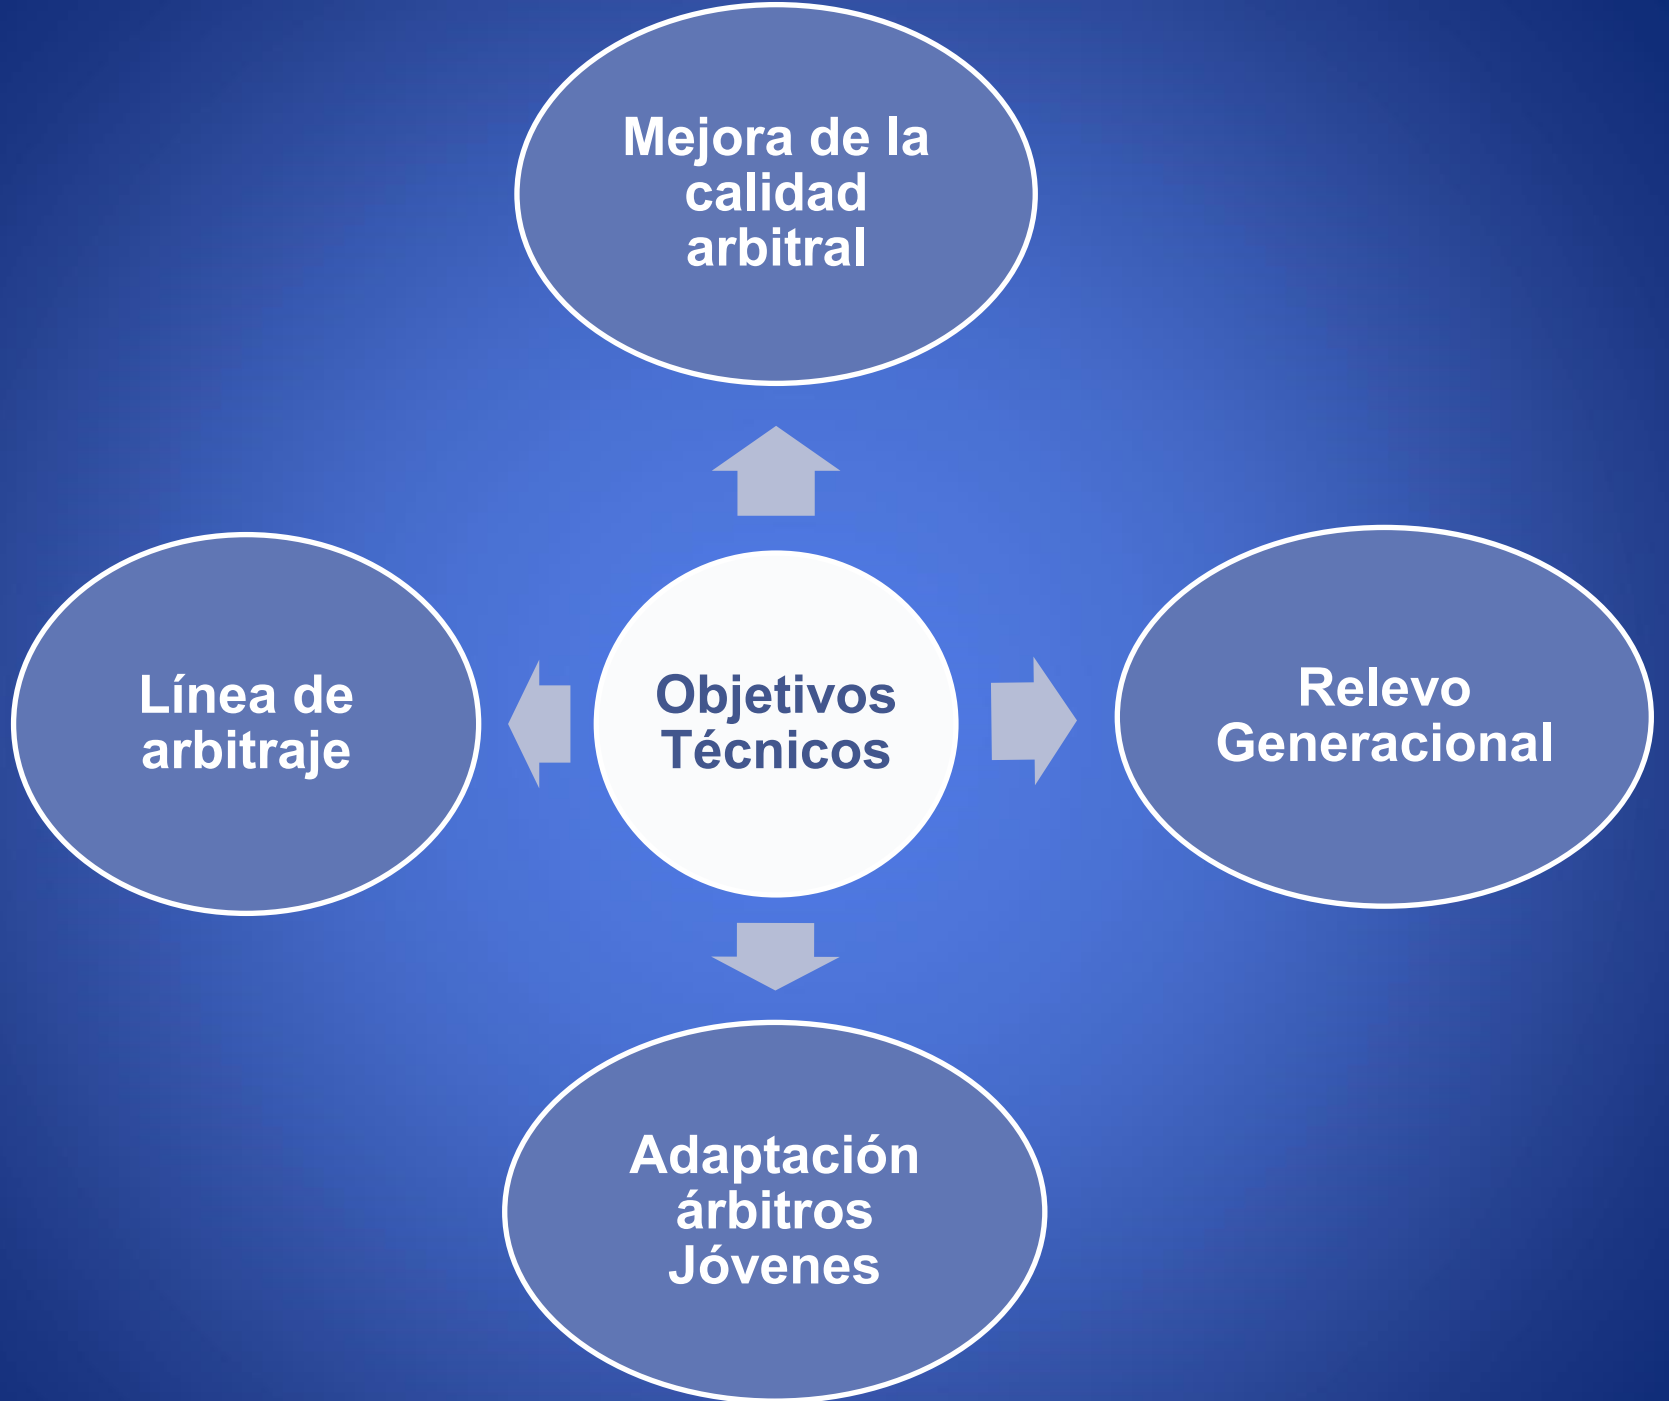 Mejora de la
calidad
arbitral
Línea de
arbitraje
Objetivos
Técnicos
Relevo
Generacional
Adaptación
árbitros
Jóvenes